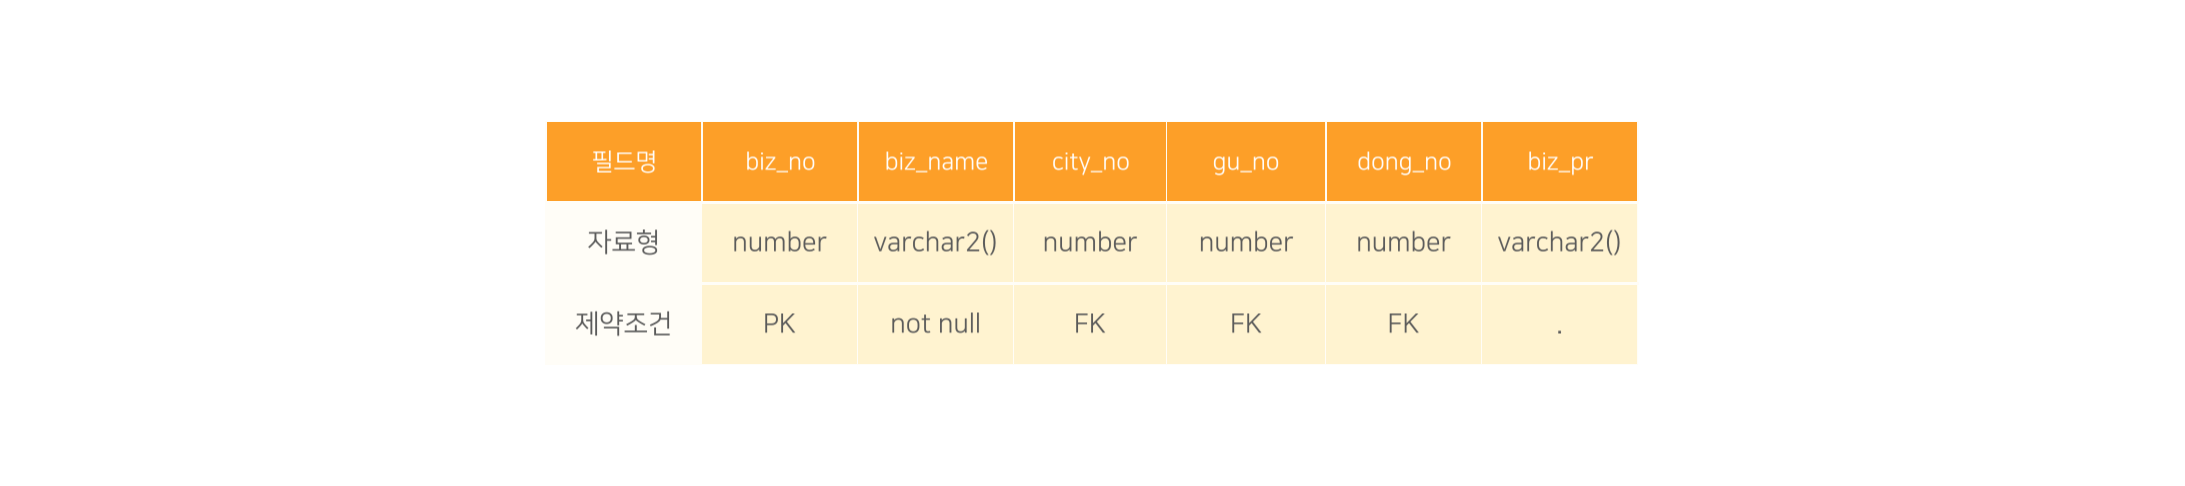 필드명 biz_no biz_name city_no gu_no dong_no biz_pr
자료형 number varchar2() number number number varchar2()
제약조건 PK not null FK FK FK .